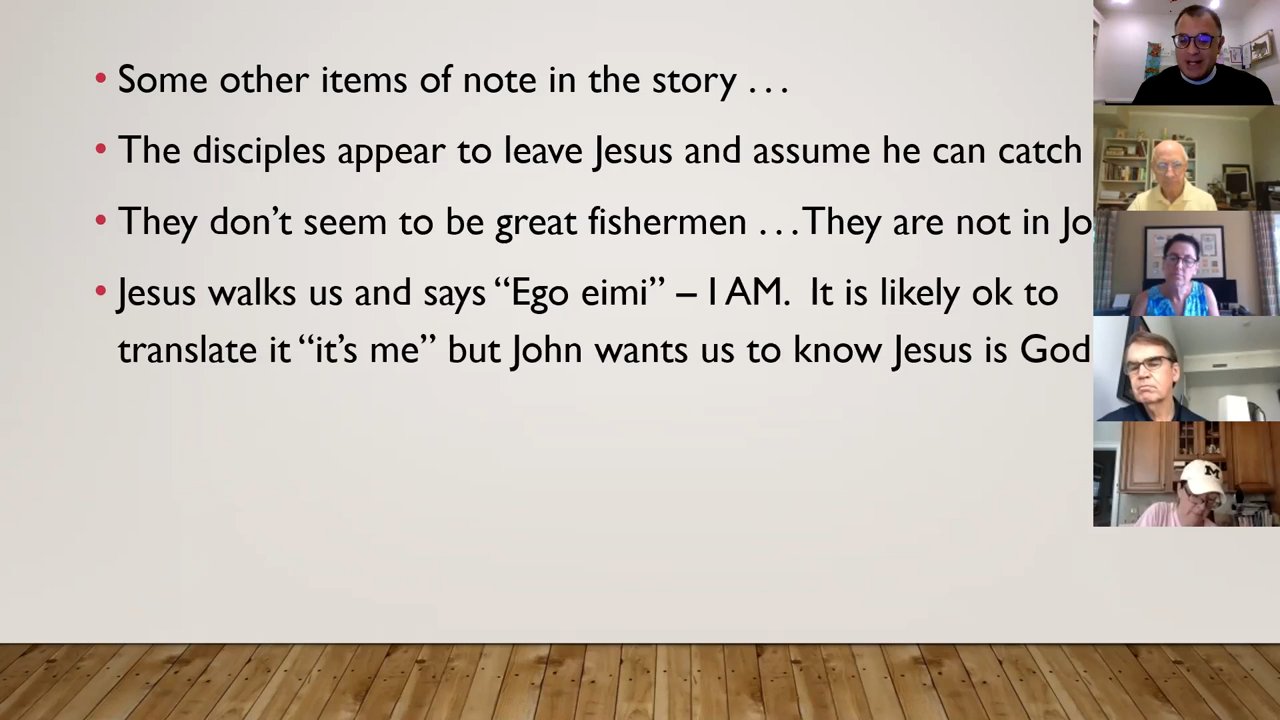 • Some other items of note in the story . . .
• The disciples appear to leave Jesus and assume he can catch
• They don’t seem to be great fishermen . . . They are not in Jo
• Jesus walks us and says “Ego eimi” – I AM. It is likely ok to
translate it “it’s me” but John wants us to know Jesus is God
M